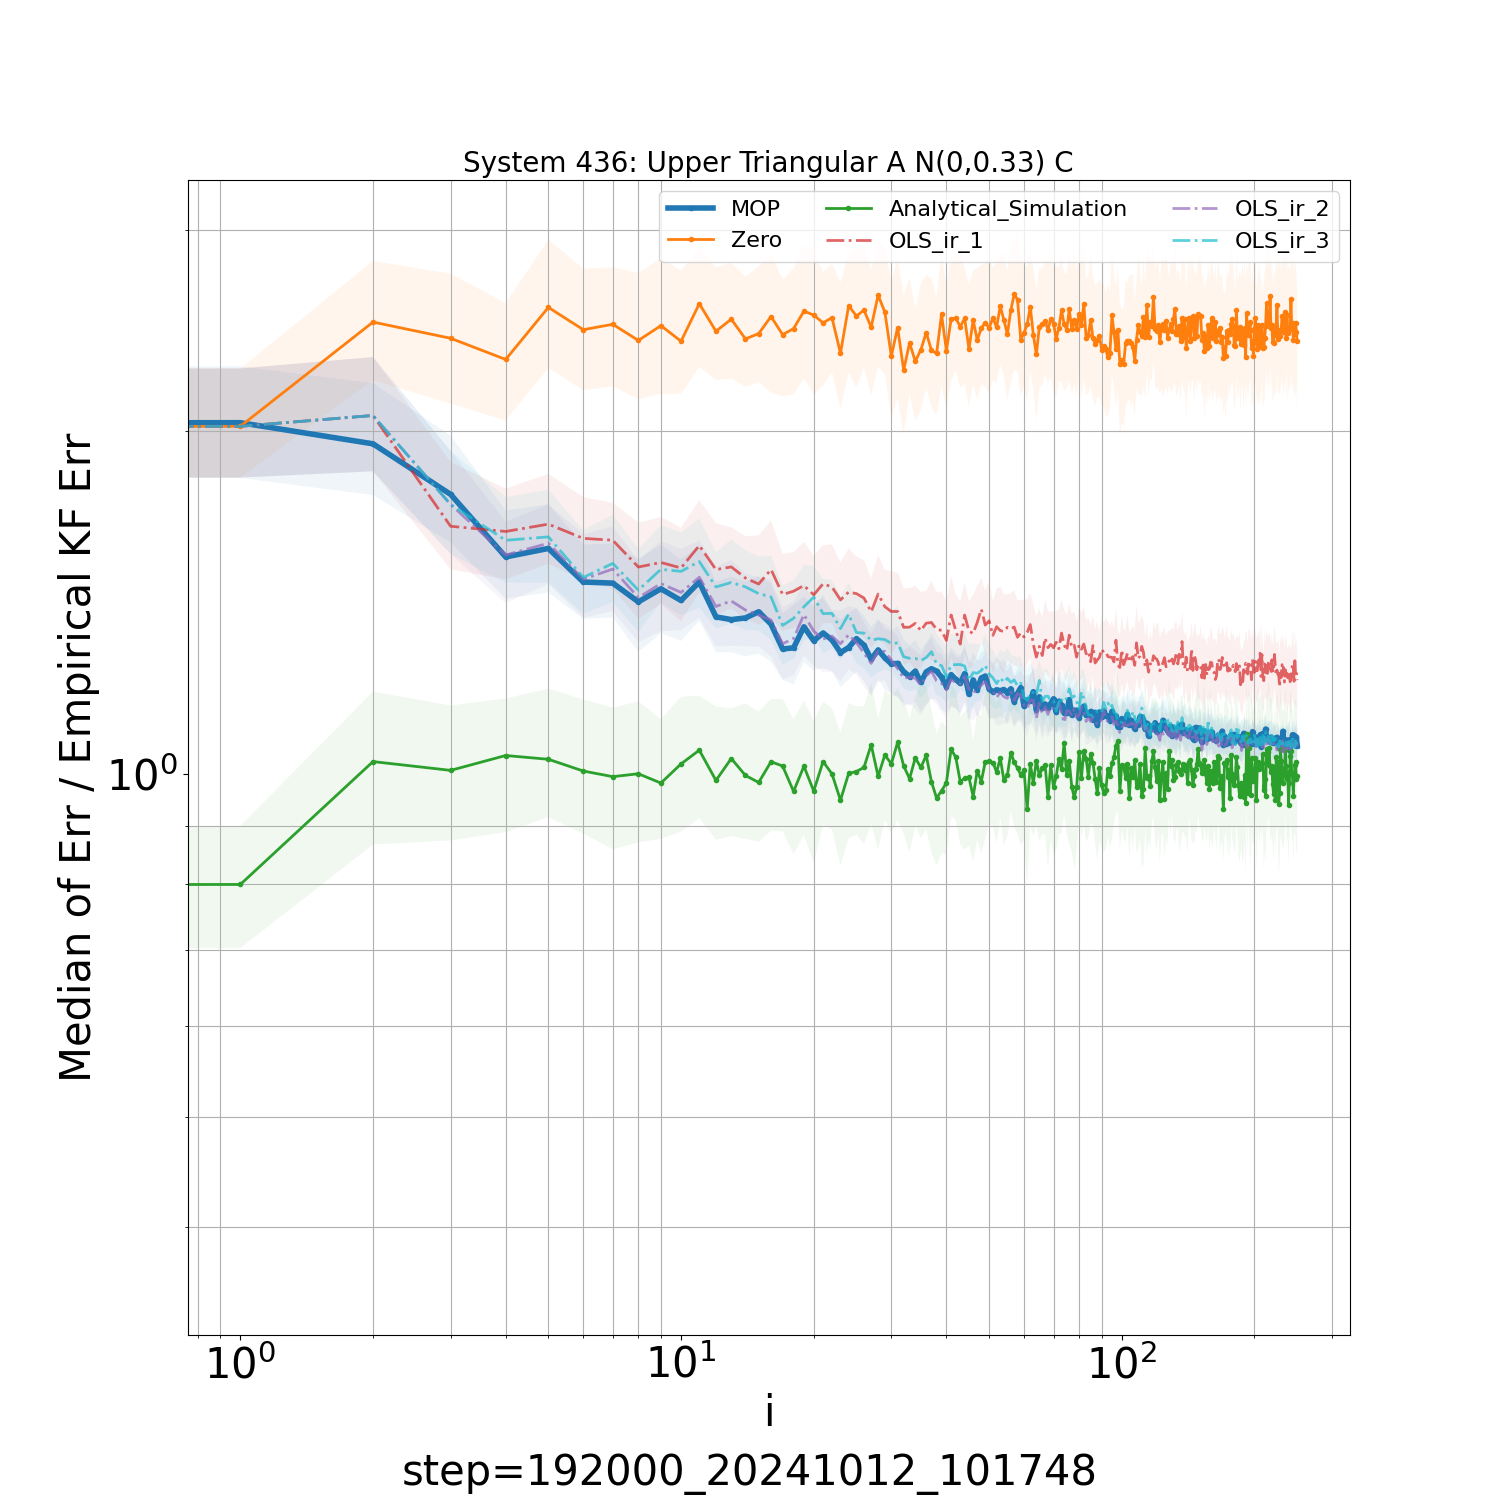 System 436: Upper Triangular A N(0,0.33) C
MOP
Zero
Analytical_Simulation
OLS_ir_1
OLS_ir_2
OLS_ir_3
Median of Err / Empirical KF Err
10⁰
10⁰
10¹
10²
i
step=192000_20241012_101748